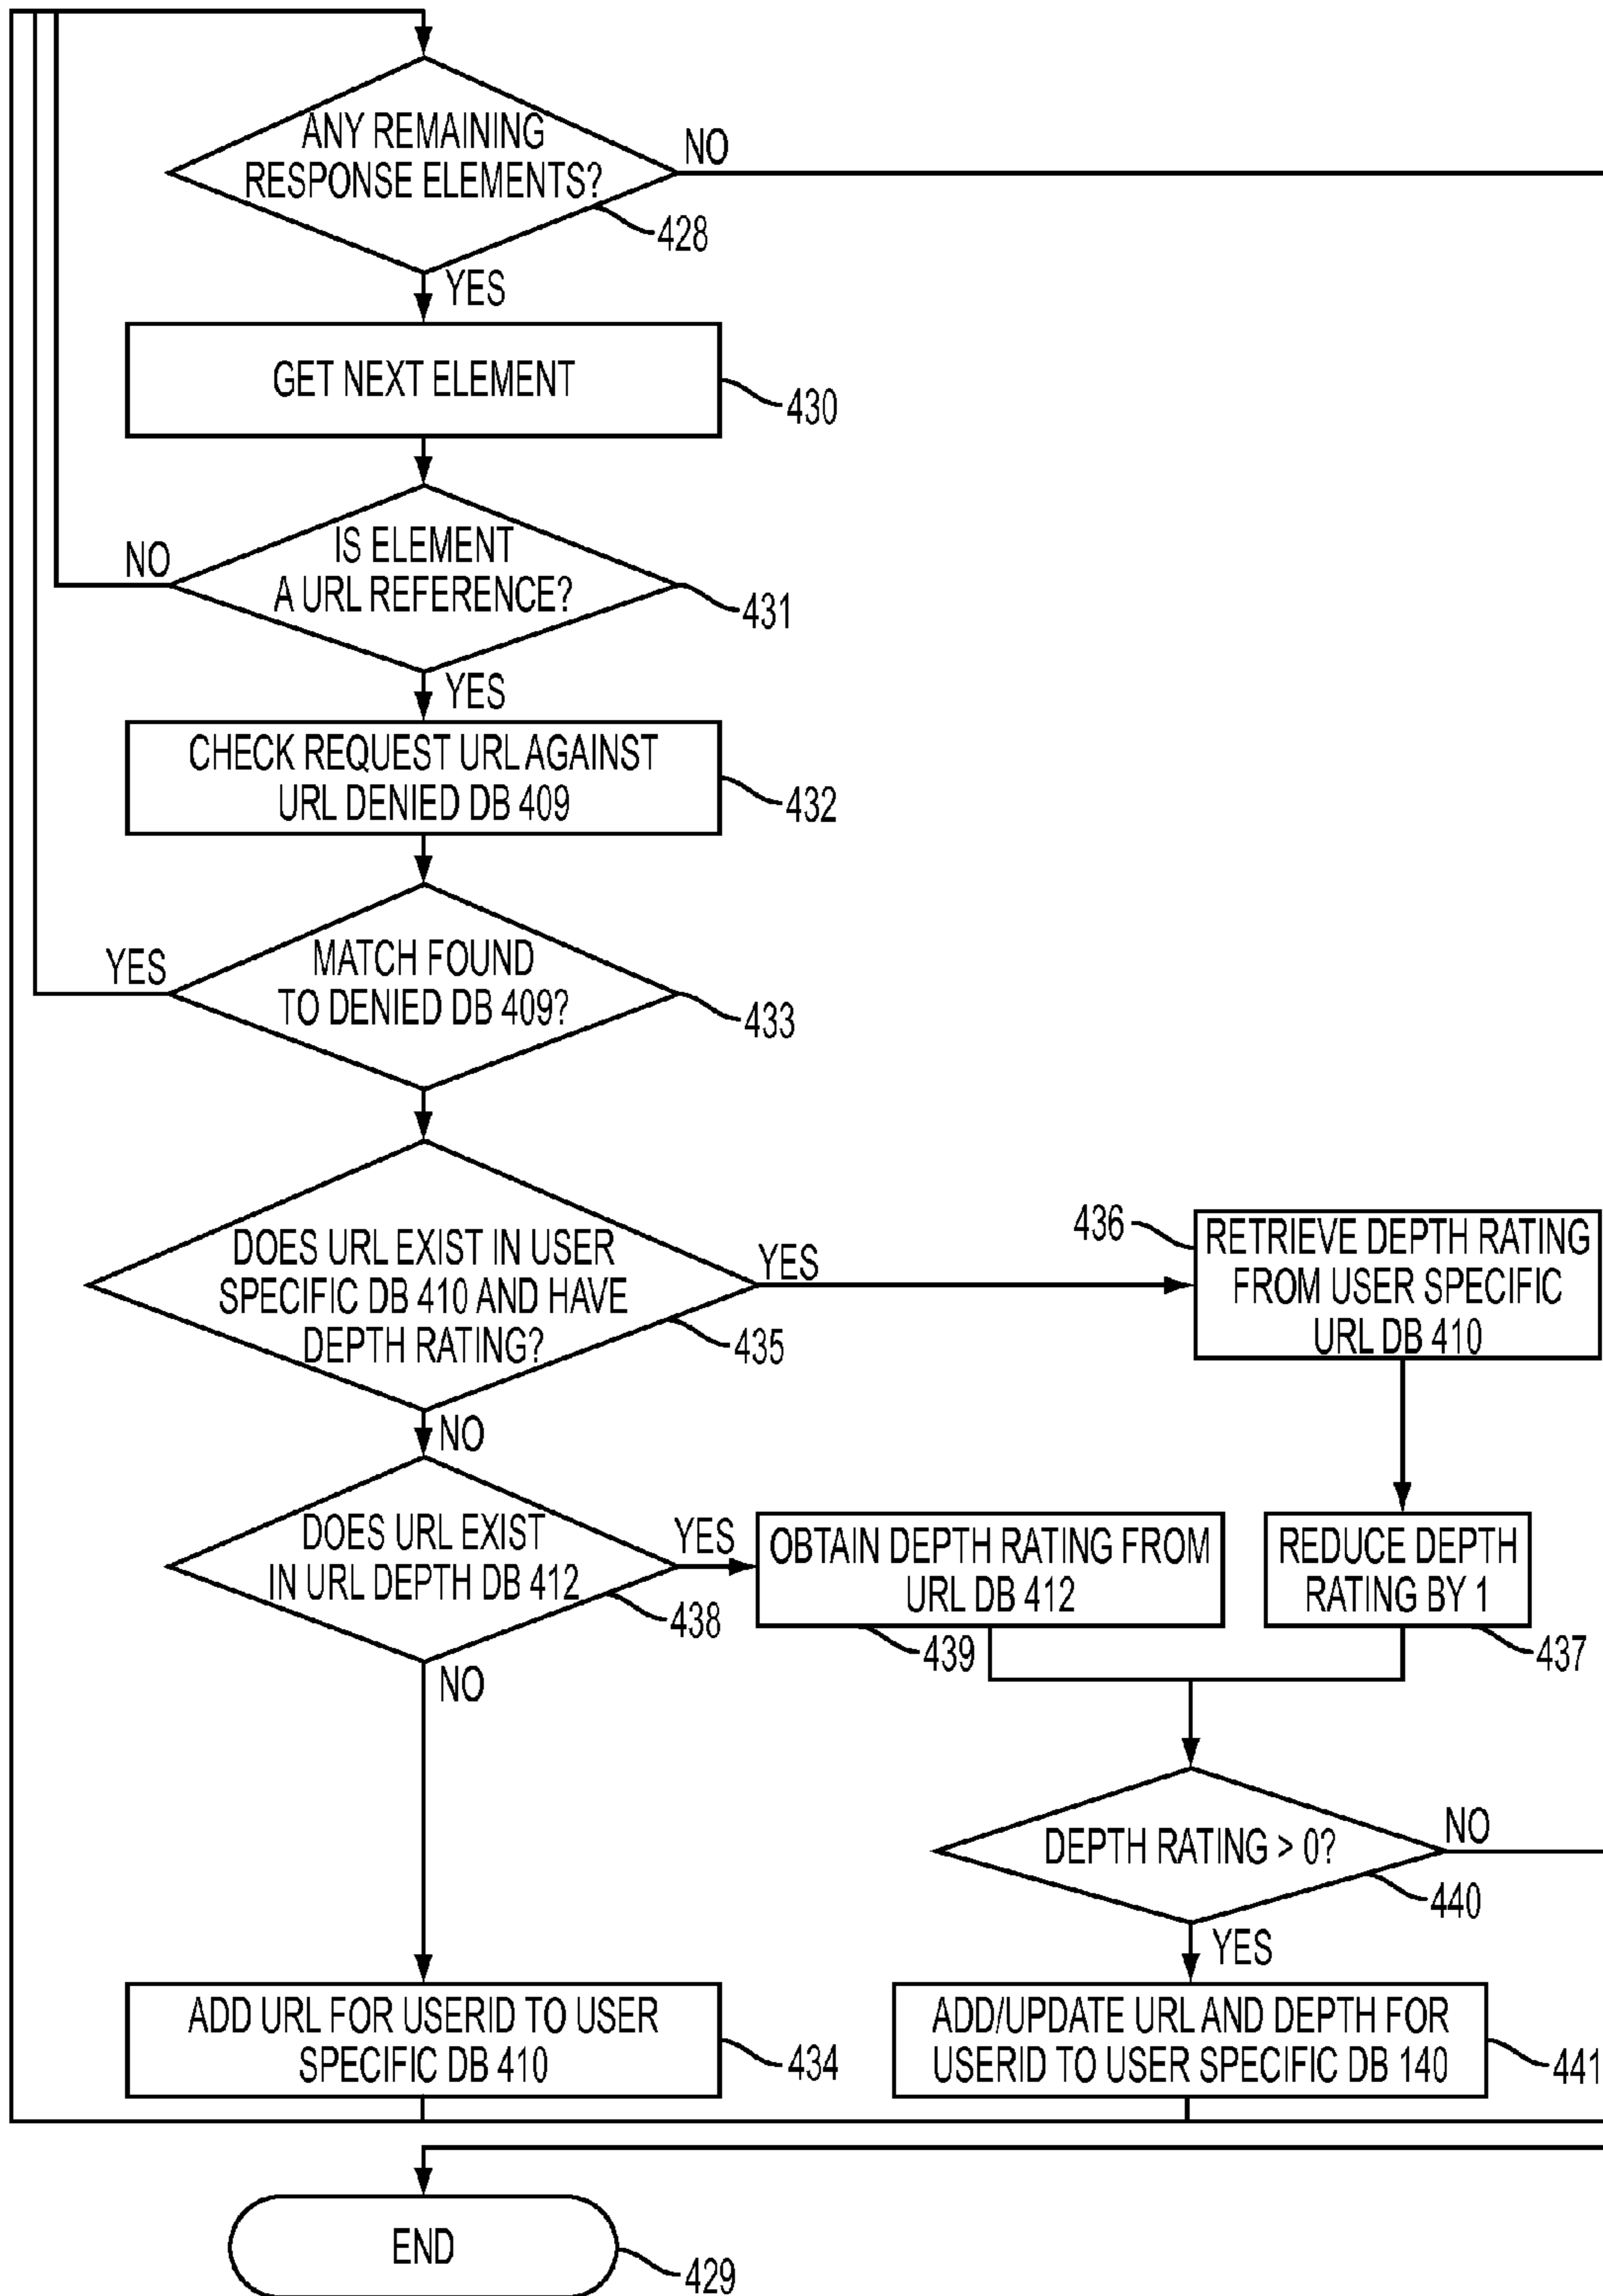 ANY REMAINING
RESPONSE ELEMENTS?
NO
428
YES
GET NEXT ELEMENT
430
IS ELEMENT
A URL REFERENCE?
NO
431
YES
CHECK REQUEST URL AGAINST
URL DENIED DB 409
432
MATCH FOUND
TO DENIED DB 409?
YES
433
DOES URL EXIST IN USER
SPECIFIC DB 410 AND HAVE
DEPTH RATING?
YES
435
NO
436
RETRIEVE DEPTH RATING
FROM USER SPECIFIC
URL DB 410
DOES URL EXIST
IN URL DEPTH DB 412
YES
438
NO
OBTAIN DEPTH RATING FROM
URL DB 412
439
REDUCE DEPTH
RATING BY 1
437
DEPTH RATING > 0?
NO
440
YES
ADD URL FOR USERID TO USER
SPECIFIC DB 410
434
ADD/UPDATE URL AND DEPTH FOR
USERID TO USER SPECIFIC DB 140
441
END
429